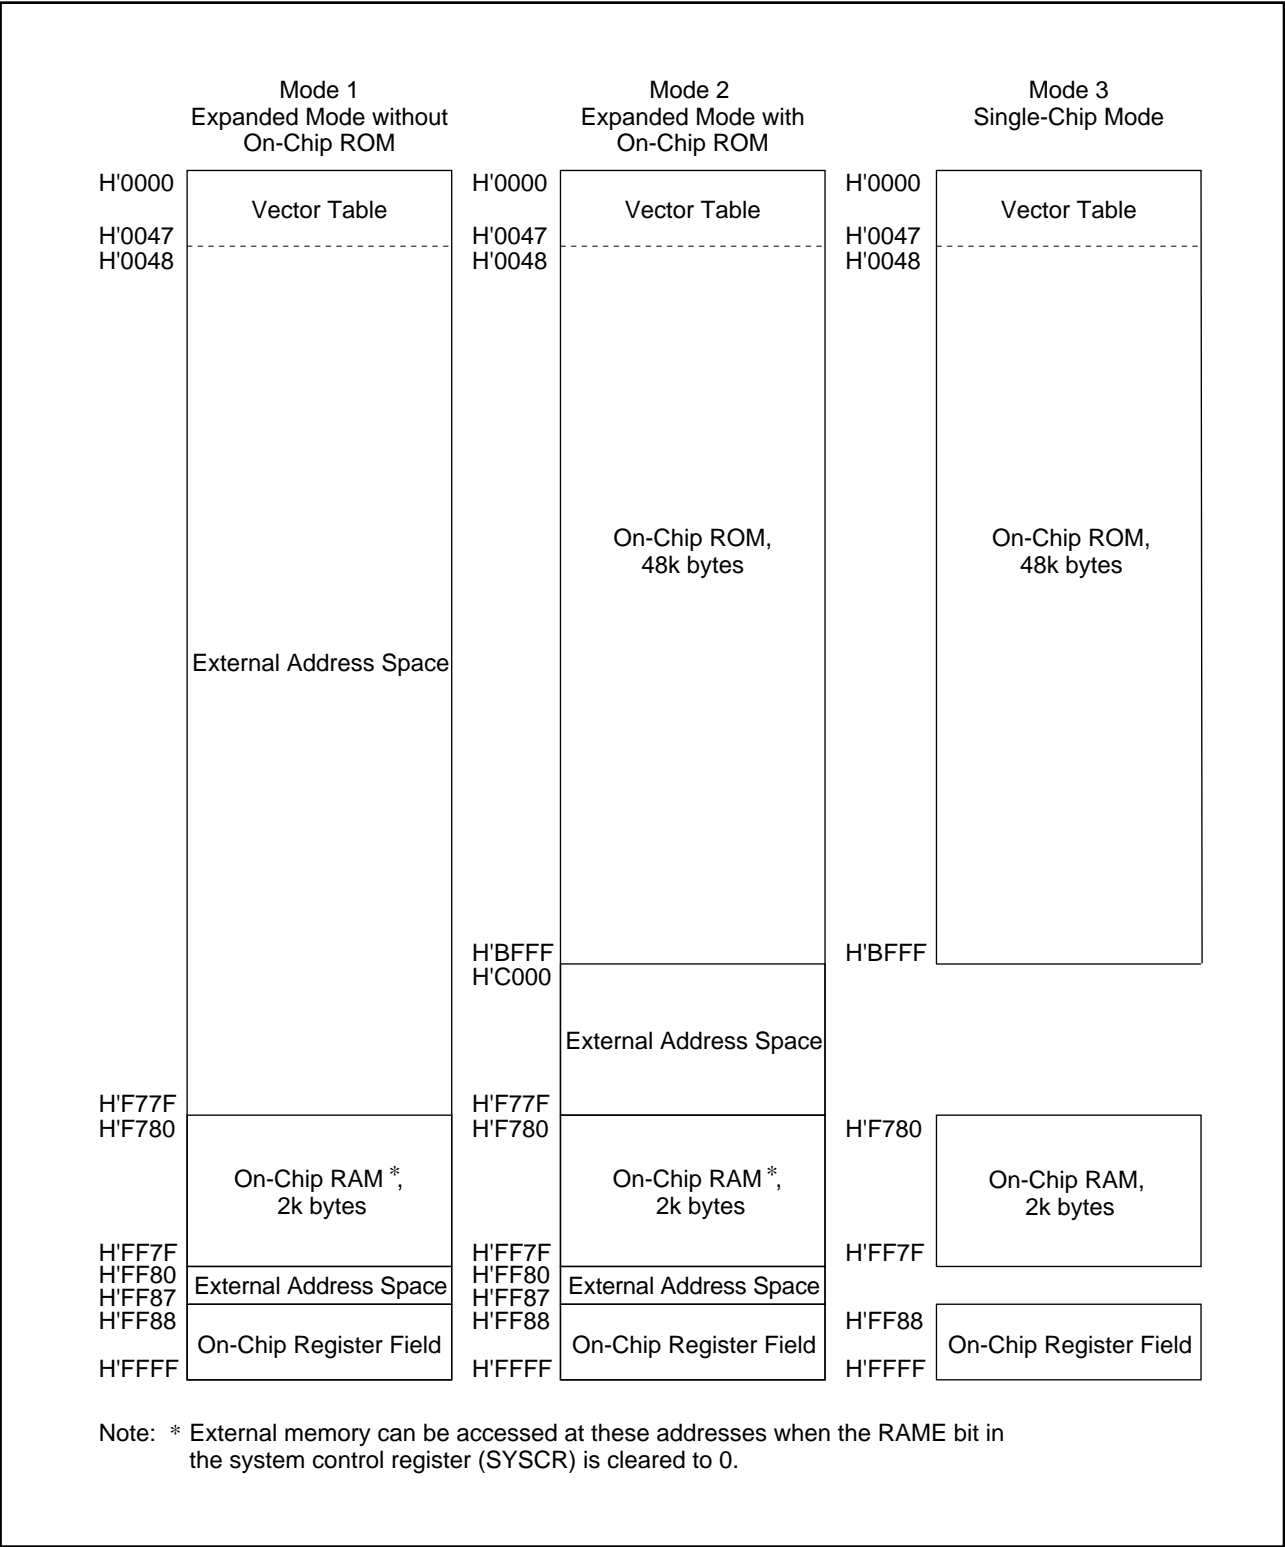 Mode 1
Expanded Mode without
On-Chip ROM
H'0000
Vector Table
H'0047
H'0048
External Address Space
H'F77F
H'F780
On-Chip RAM *,
2k bytes
H'FF7F
H'FF80
External Address Space
H'FF87
H'FF88
On-Chip Register Field
H'FFFF
Mode 2
Expanded Mode with
On-Chip ROM
H'0000
Vector Table
H'0047
H'0048
On-Chip ROM,
48k bytes
H'BFFF
H'C000
External Address Space
H'F77F
H'F780
On-Chip RAM *,
2k bytes
H'FF7F
H'FF80
External Address Space
H'FF87
H'FF88
On-Chip Register Field
H'FFFF
Mode 3
Single-Chip Mode
H'0000
Vector Table
H'0047
H'0048
On-Chip ROM,
48k bytes
H'BFFF
H'F780
On-Chip RAM,
2k bytes
H'FF7F
H'FF88
On-Chip Register Field
H'FFFF
Note: * External memory can be accessed at these addresses when the RAME bit in
the system control register (SYSCR) is cleared to 0.